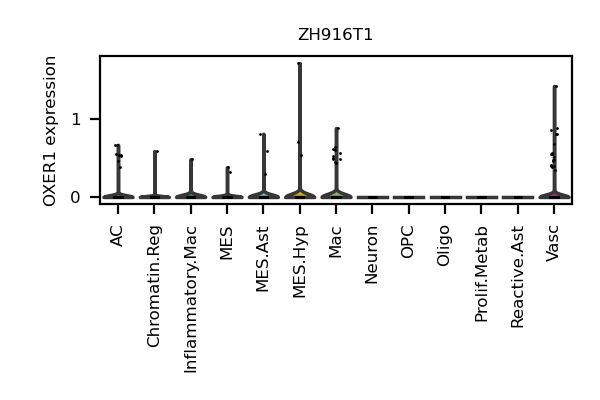 ZH916T1
OXER1 expression
1
0
AC
Chromatin.Reg
Inflammatory.Mac
MES
MES.Ast
MES.Hyp
Mac
Neuron
OPC
Oligo
Prolif.Metab
Reactive.Ast
Vasc